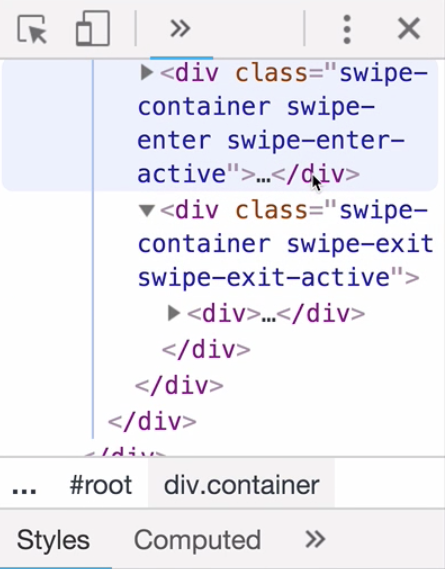 <div class="swipe-
container swipe-
enter swipe-enter-
active">…</div>
<div class="swipe-
container swipe-exit
swipe-exit-active">
<div>…</div>
</div>
</div>
</div>
</div>
... #root div.container
Styles Computed